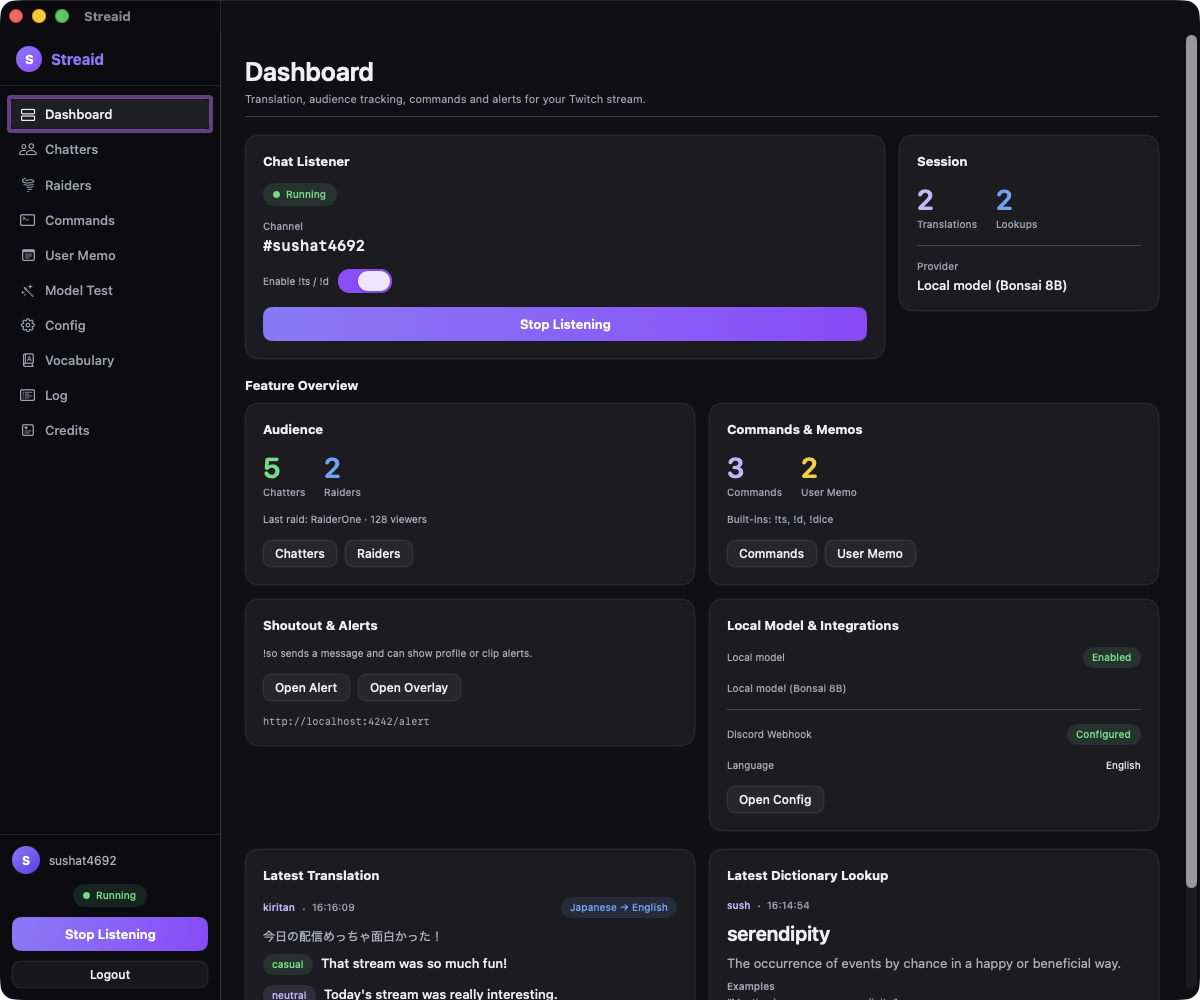 Streaid
S Streaid
Dashboard
Chatters
Raiders
Commands
User Memo
Model Test
Config
Vocabulary
Log
Credits
S sushat4692
Running
Stop Listening
Logout
Dashboard
Translation, audience tracking, commands and alerts for your Twitch stream.
Chat Listener
Running
Channel
#sushat4692
Enable !ts / !d
Stop Listening
Session
2 2
Translations Lookups
Provider
Local model (Bonsai 8B)
Feature Overview
Audience
5 2
Chatters Raiders
Last raid: RaiderOne · 128 viewers
Chatters Raiders
Commands & Memos
3 2
Commands User Memo
Built-ins: !ts, !d, !dice
Commands User Memo
Shoutout & Alerts
!so sends a message and can show profile or clip alerts.
Open Alert Open Overlay
http://localhost:4242/alert
Local Model & Integrations
Local model Enabled
Local model (Bonsai 8B)
Discord Webhook Configured
Language English
Open Config
Latest Translation
kiritan · 16:16:09 Japanese → English
今日の配信めっちゃ面白かった！
casual That stream was so much fun!
neutral Today's stream was really interesting.
Latest Dictionary Lookup
sush · 16:14:54
serendipity
The occurrence of events by chance in a happy or beneficial way.
Examples